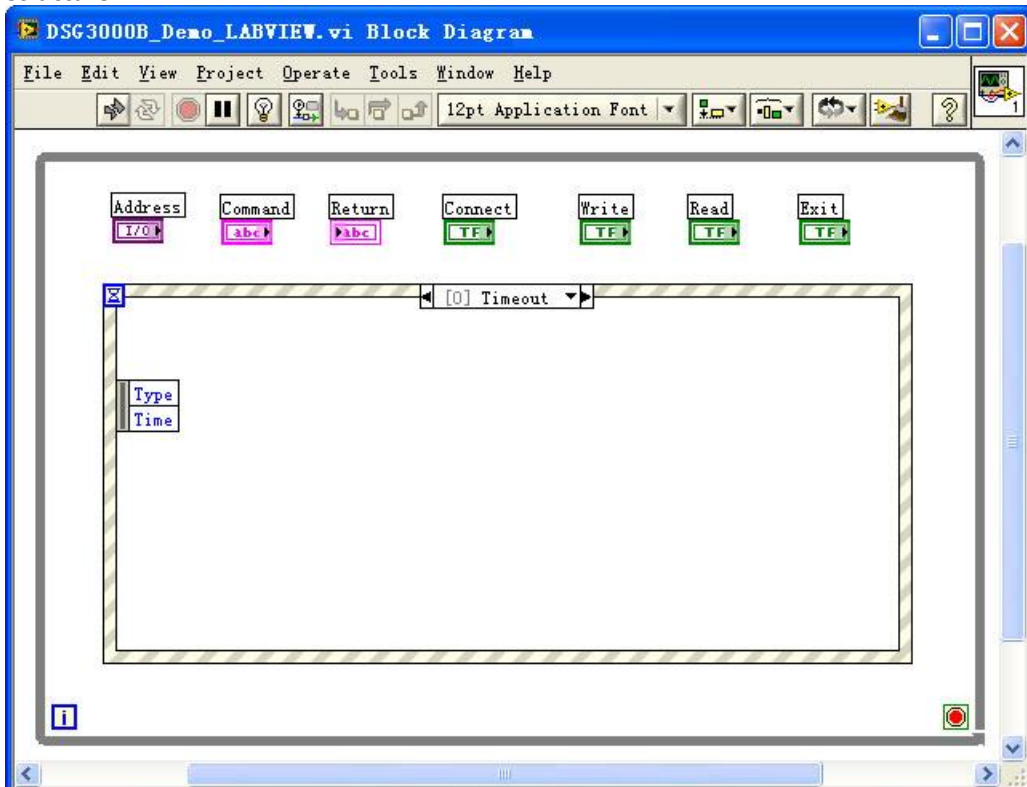 DSG3000B_Demo_LABVIEW.vi Block Diagram
File Edit View Project Operate Tools Window Help
12pt Application Font
1
Address Command Return Connect Write Read Exit
I/O abc abc TF TF TF TF
[0] Timeout
Type
Time
i